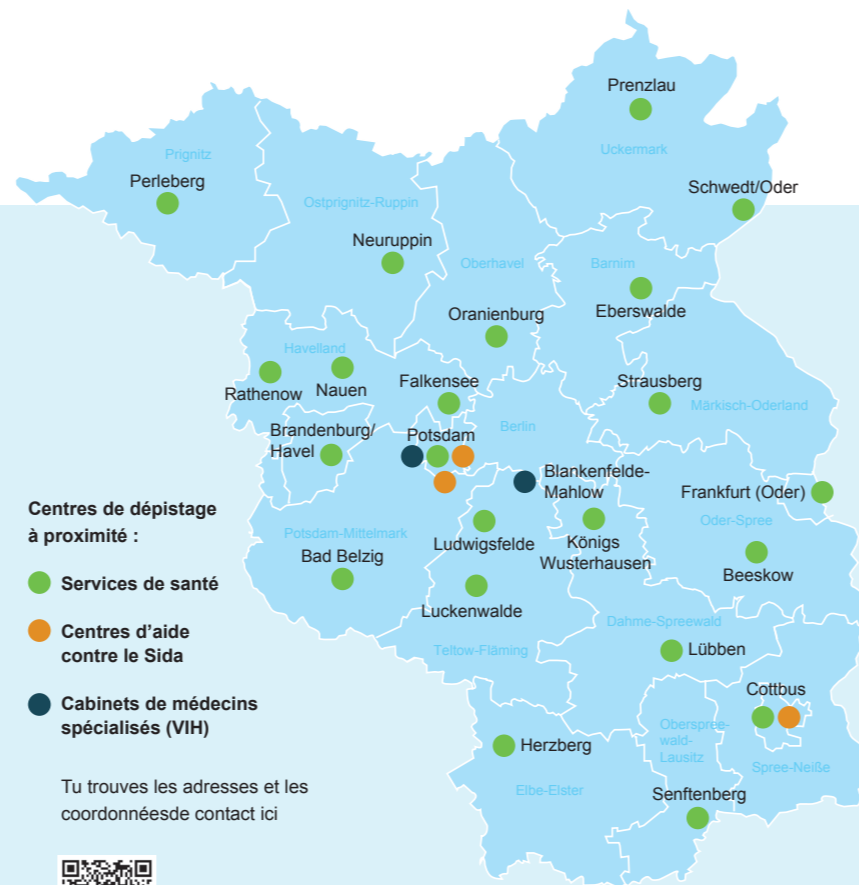 Prenzlau
Uckermark
Prignitz
Perleberg
Schwedt/Oder
Ostprignitz-Ruppin
Neuruppin
Oberhavel
Barnim
Oranienburg
Eberswalde
Havelland
Rathenow
Nauen
Falkensee
Strausberg
Märkisch-Oderland
Brandenburg/
Havel
Potsdam
Berlin
Blankenfelde-
Mahlow
Frankfurt (Oder)
Oder-Spree
Potsdam-Mittelmark
Bad Belzig
Ludwigsfelde
Königs
Wusterhausen
Beeskow
Luckenwalde
Teltow-Fläming
Dahme-Spreewald
Lübben
Cottbus
Oberspree-
wald-
Lausitz
Spree-Neiße
Herzberg
Elbe-Elster
Senftenberg
Centres de dépistage
à proximité :
Services de santé
Centres d’aide
contre le Sida
Cabinets de médecins
spécialisés (VIH)
Tu trouves les adresses et les
coordonnéesde contact ici